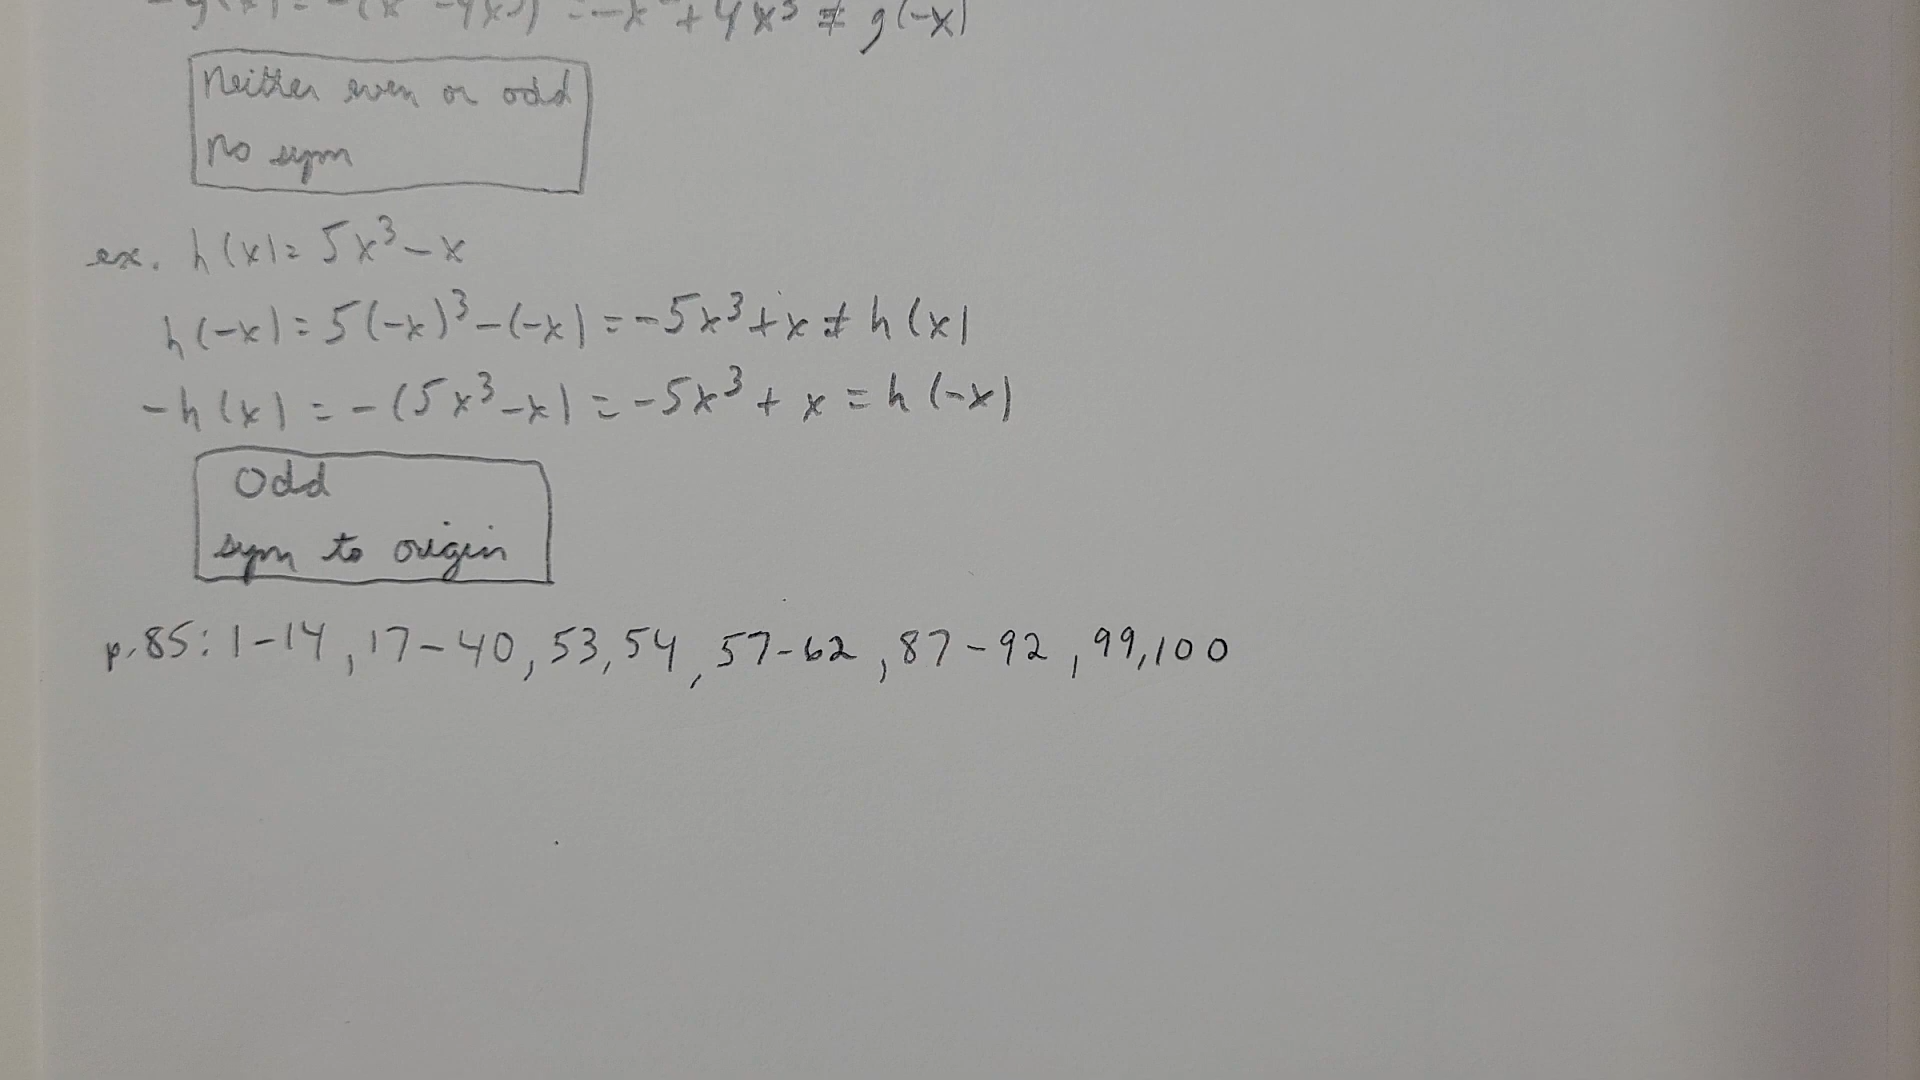 = -x + 4x³ ≠ g(-x)
Neither even or odd
No sym
ex. h(x) = 5x³ - x
h(-x) = 5(-x)³ - (-x) = -5x³ + x ≠ h(x)
-h(x) = -(5x³ - x) = -5x³ + x = h(-x)
Odd
sym to origin
p. 85: 1-14, 17-40, 53, 54, 57-62, 87-92, 99, 100